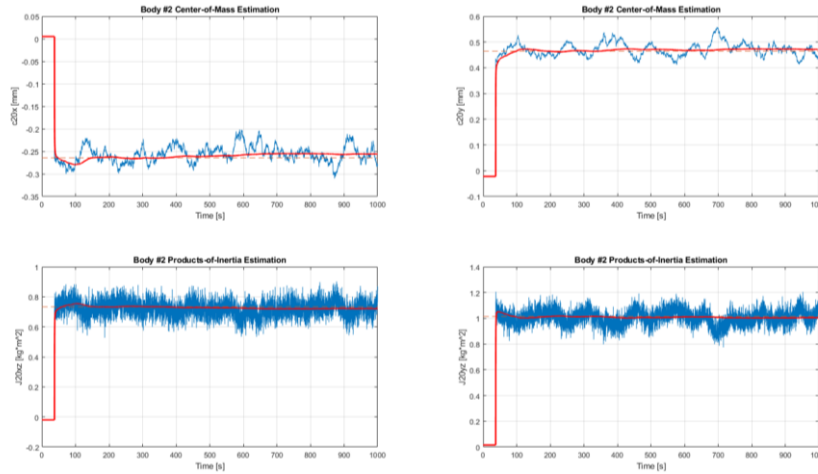 Body #2 Center-of-Mass Estimation
0.05
0
-0.05
-0.1
-0.15
-0.2
-0.25
-0.3
-0.35
c20x [mm]
0 100 200 300 400 500 600 700 800 900 1000
Time [s]
Body #2 Center-of-Mass Estimation
0.6
0.5
0.4
0.3
0.2
0.1
0
-0.1
c20x [mm]
0 100 200 300 400 500 600 700 800 900 1000
Time [s]
Body #2 Products-of-Inertia Estimation
1
0.8
0.6
0.4
0.2
0
-0.2
J20xz [kg*m^2]
0 100 200 300 400 500 600 700 800 900 1000
Time [s]
Body #2 Products-of-Inertia Estimation
1.4
1.2
1
0.8
0.6
0.4
0.2
0
J20yz [kg*m^2]
0 100 200 300 400 500 600 700 800 900 1000
Time [s]